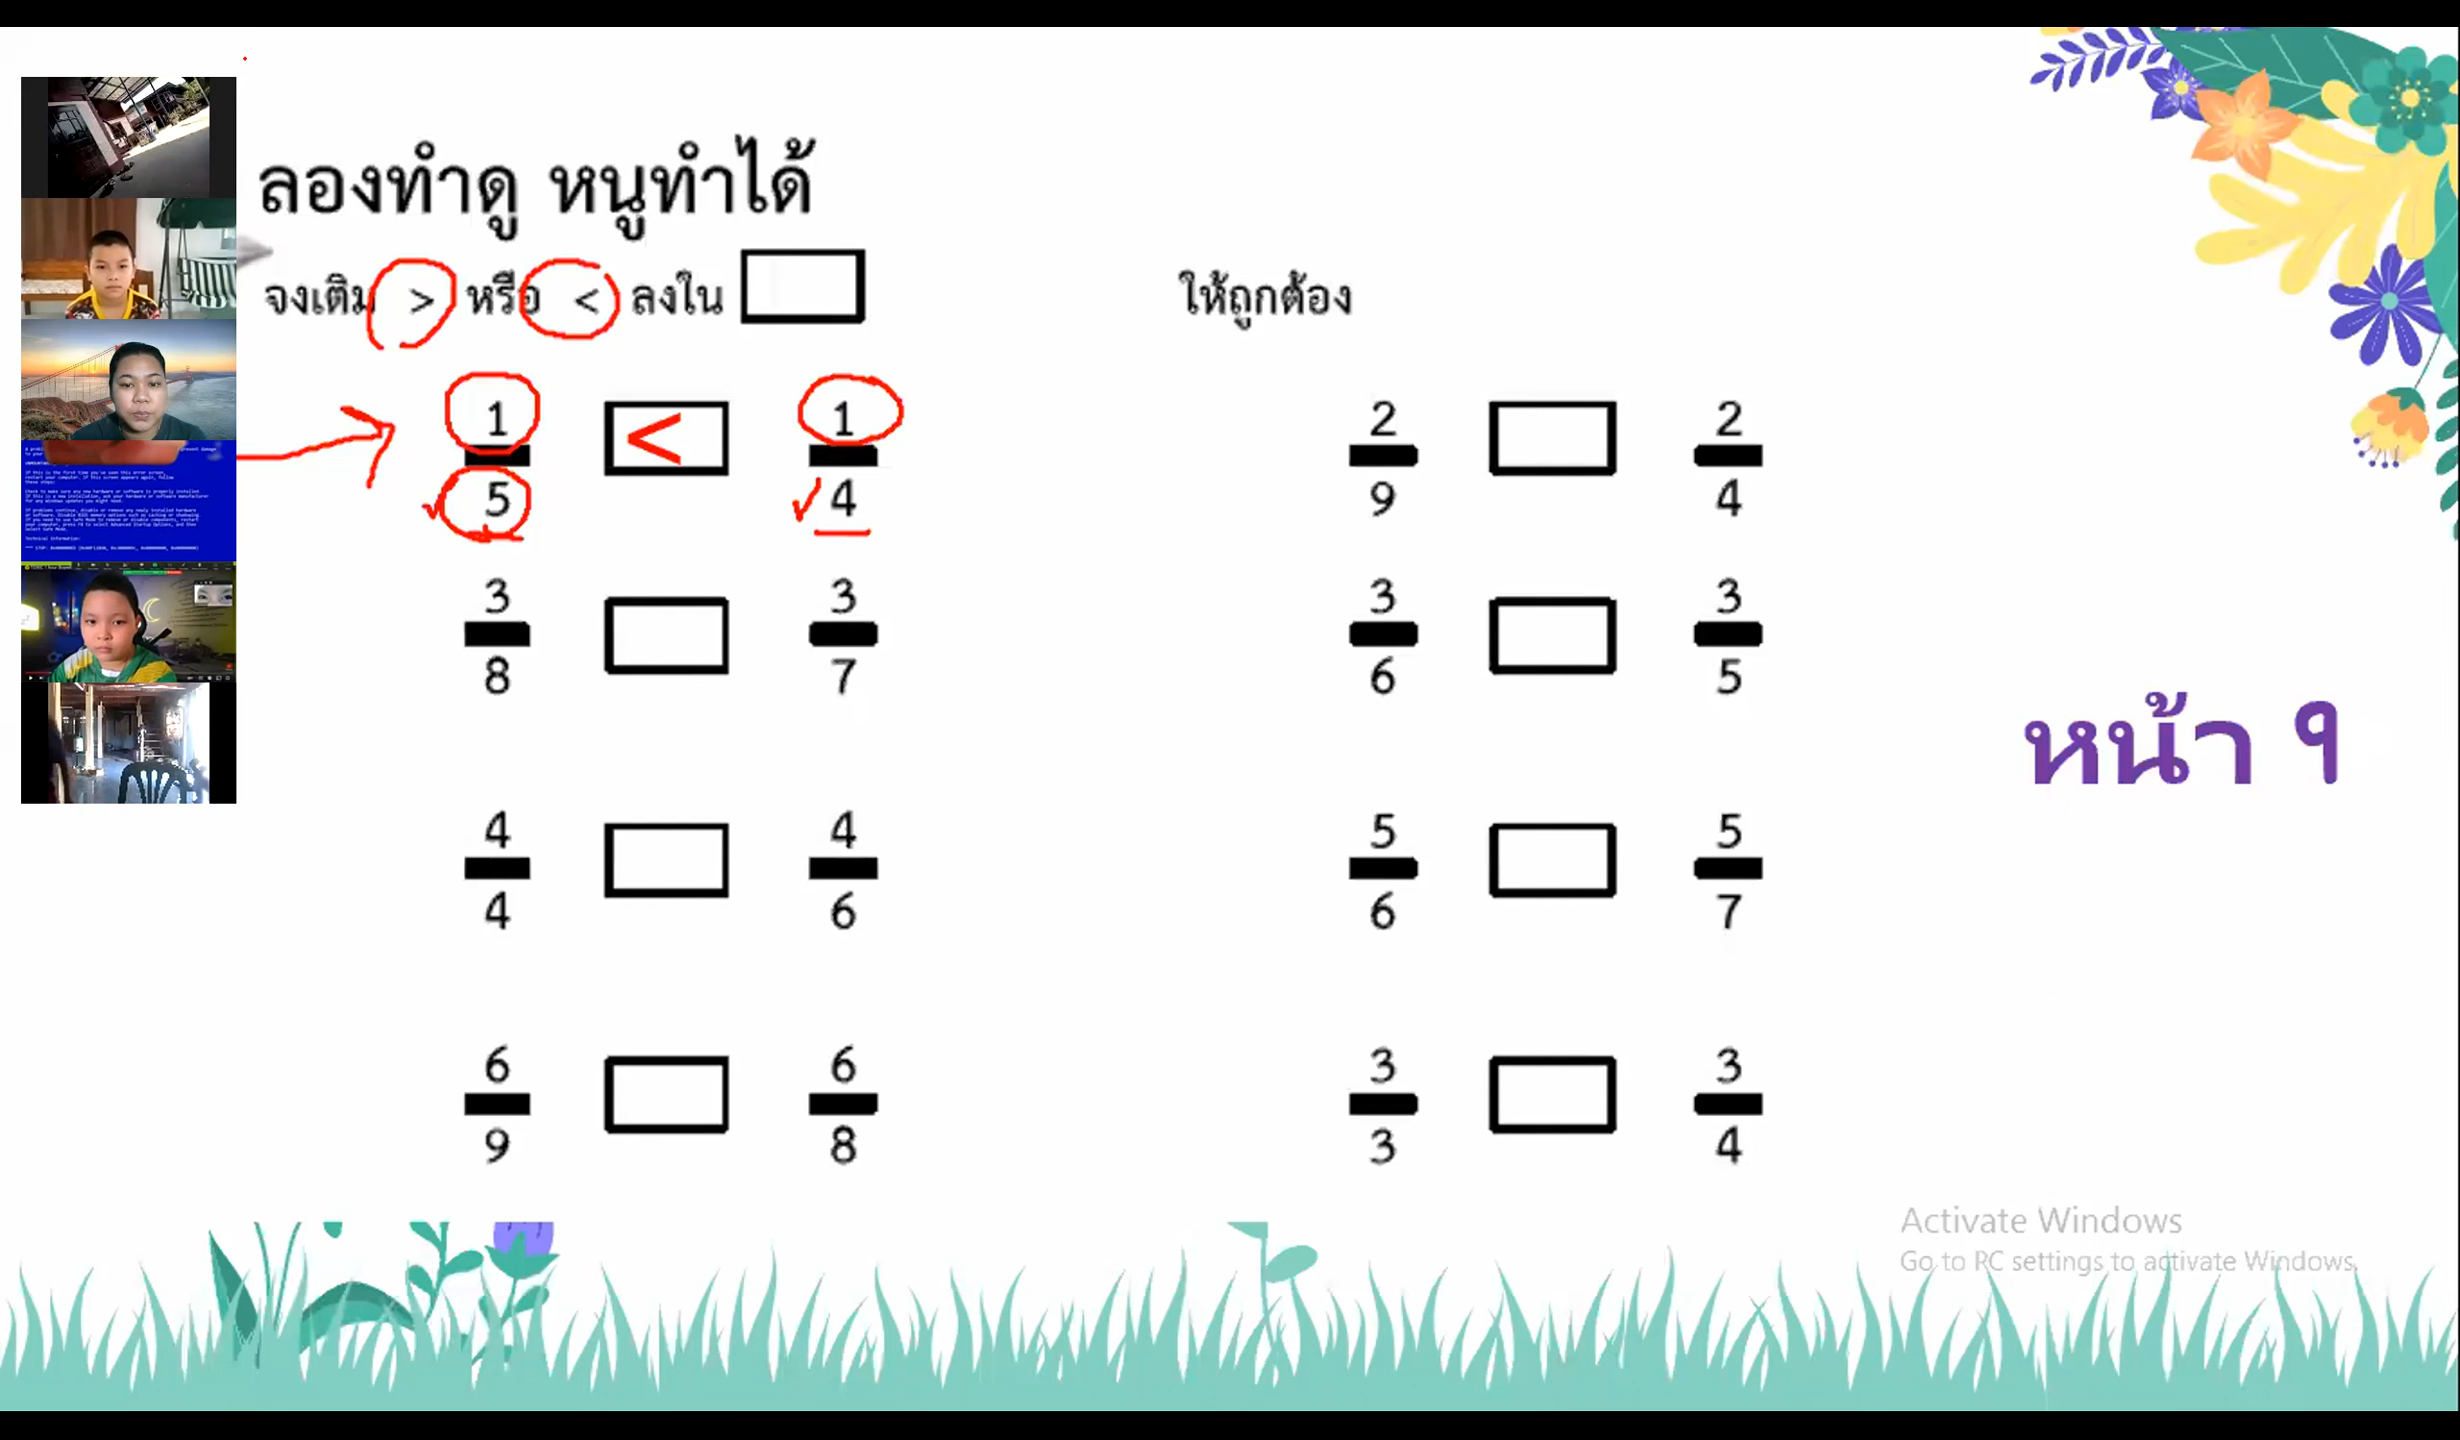 ลองทำดู หนูทำได้
จงเติม > หรือ < ลงใน ให้ถูกต้อง
1/5 < 1/4
2/9 2/4
3/8 3/7
3/6 3/5
4/4 4/6
5/6 5/7
6/9 6/8
3/3 3/4
หน้า ๑
Activate Windows
Go to PC settings to activate Windows.